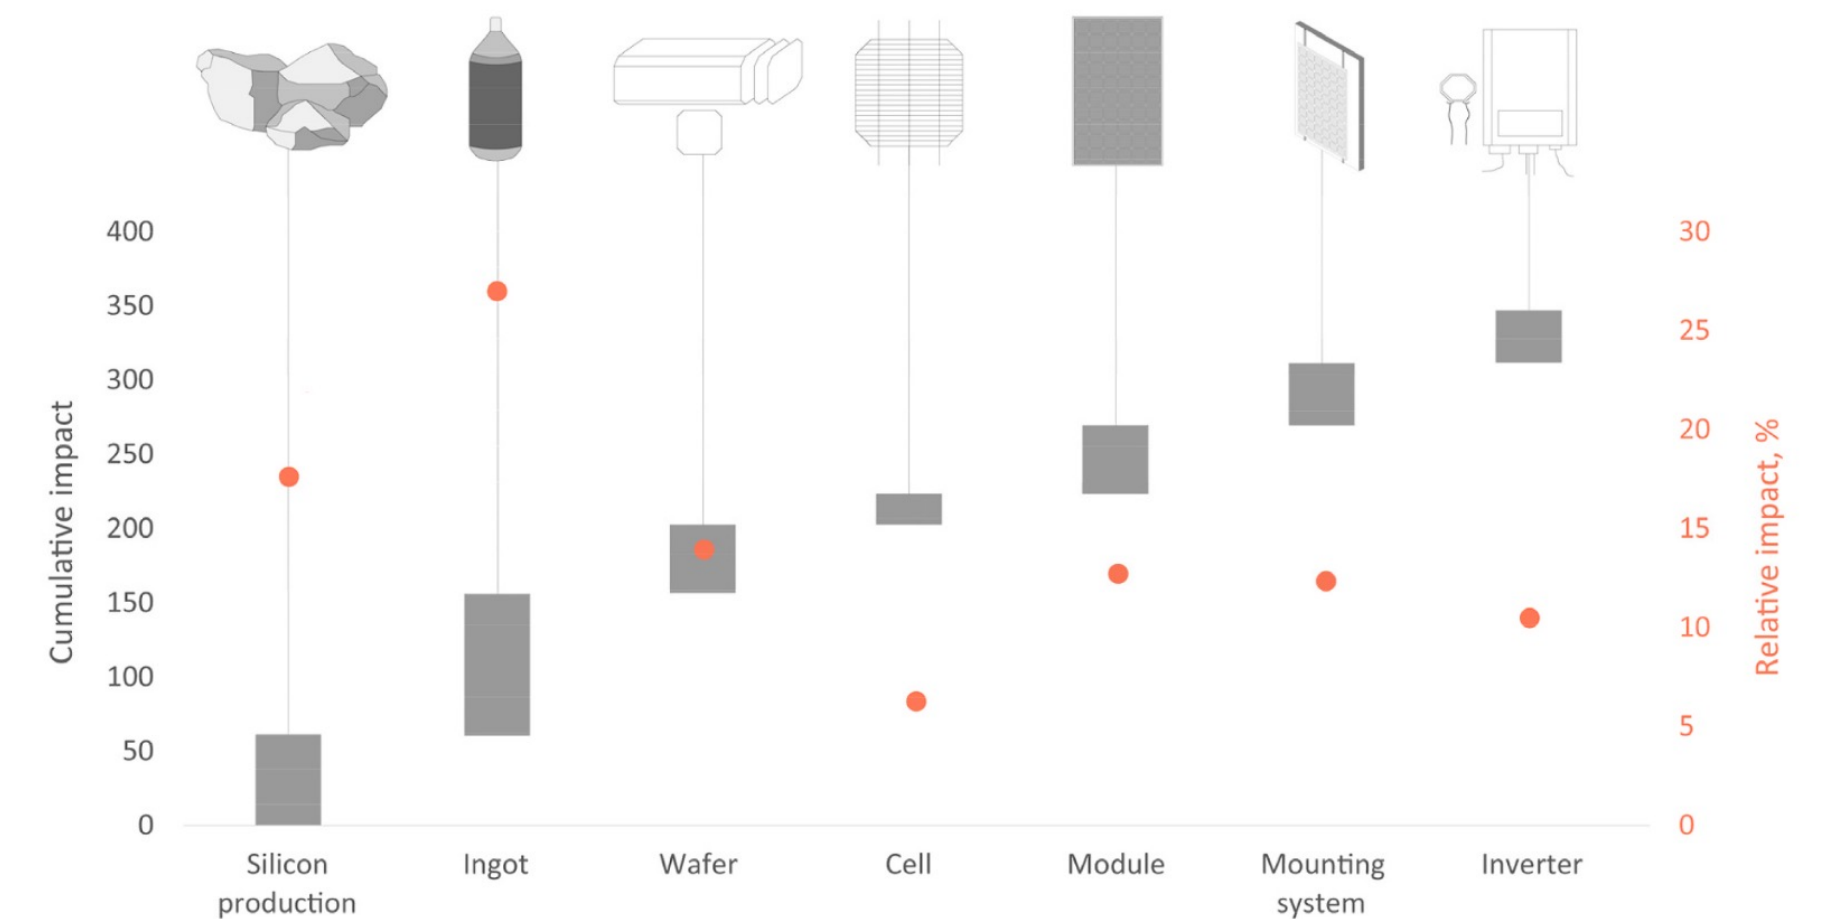 400
350
300
250
200
150
100
50
0
Cumulative impact
30
25
20
15
10
5
0
Relative impact, %
Silicon
production
Ingot
Wafer
Cell
Module
Mounting
system
Inverter